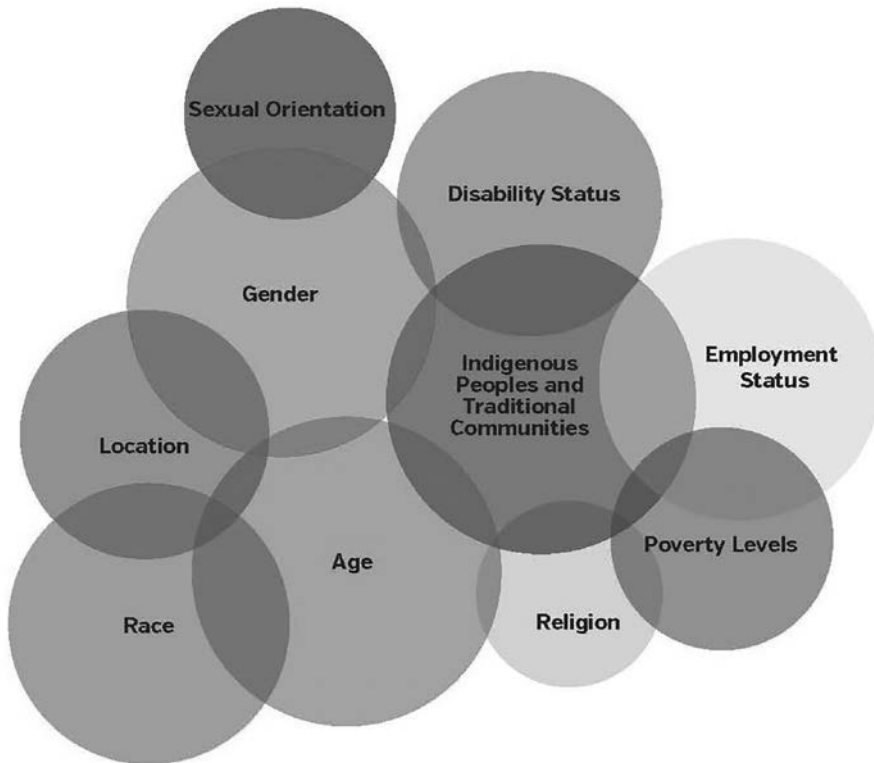 Sexual Orientation
Disability Status
Gender
Indigenous
Peoples and
Traditional
Communities
Employment
Status
Location
Poverty Levels
Age
Race
Religion